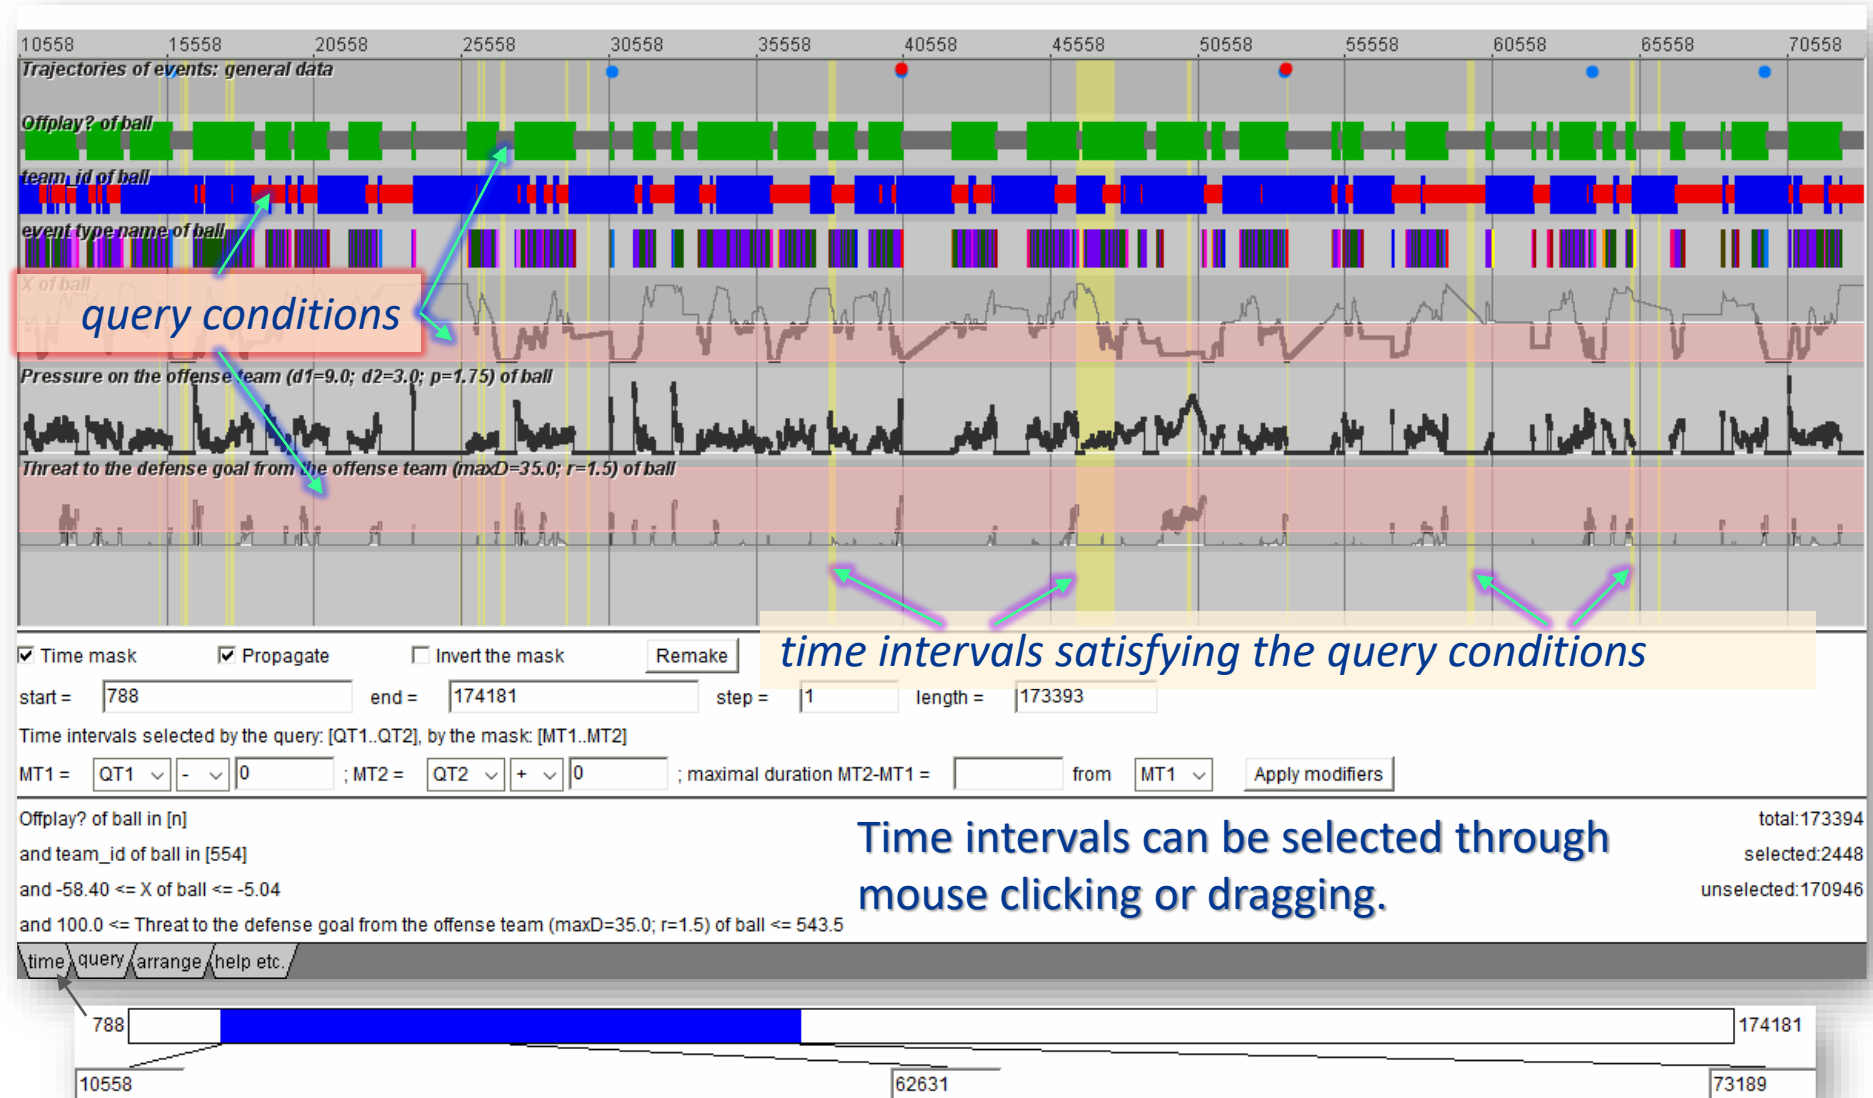 10558 15558 20558 25558 30558 35558 40558 45558 50558 55558 60558 65558 70558
Trajectories of events: general data
Offplay? of ball
team_id of ball
event type name of ball
X of ball
query conditions
Pressure on the offense team (d1=9.0; d2=3.0; p=1.75) of ball
Threat to the defense goal from the offense team (maxD=35.0; r=1.5) of ball
time intervals satisfying the query conditions
Time mask Propagate Invert the mask Remake
start = 788 end = 174181 step = 1 length = 173393
Time intervals selected by the query: [QT1..QT2], by the mask: [MT1..MT2]
MT1 = QT1 - 0 ; MT2 = QT2 + 0 ; maximal duration MT2-MT1 = from MT1 Apply modifiers
Offplay? of ball in [n]
and team_id of ball in [554]
and -58.40 <= X of ball <= -5.04
and 100.0 <= Threat to the defense goal from the offense team (maxD=35.0; r=1.5) of ball <= 543.5
Time intervals can be selected through
mouse clicking or dragging.
total:173394
selected:2448
unselected:170946
time query arrange help etc.
788 174181
10558 62631 73189